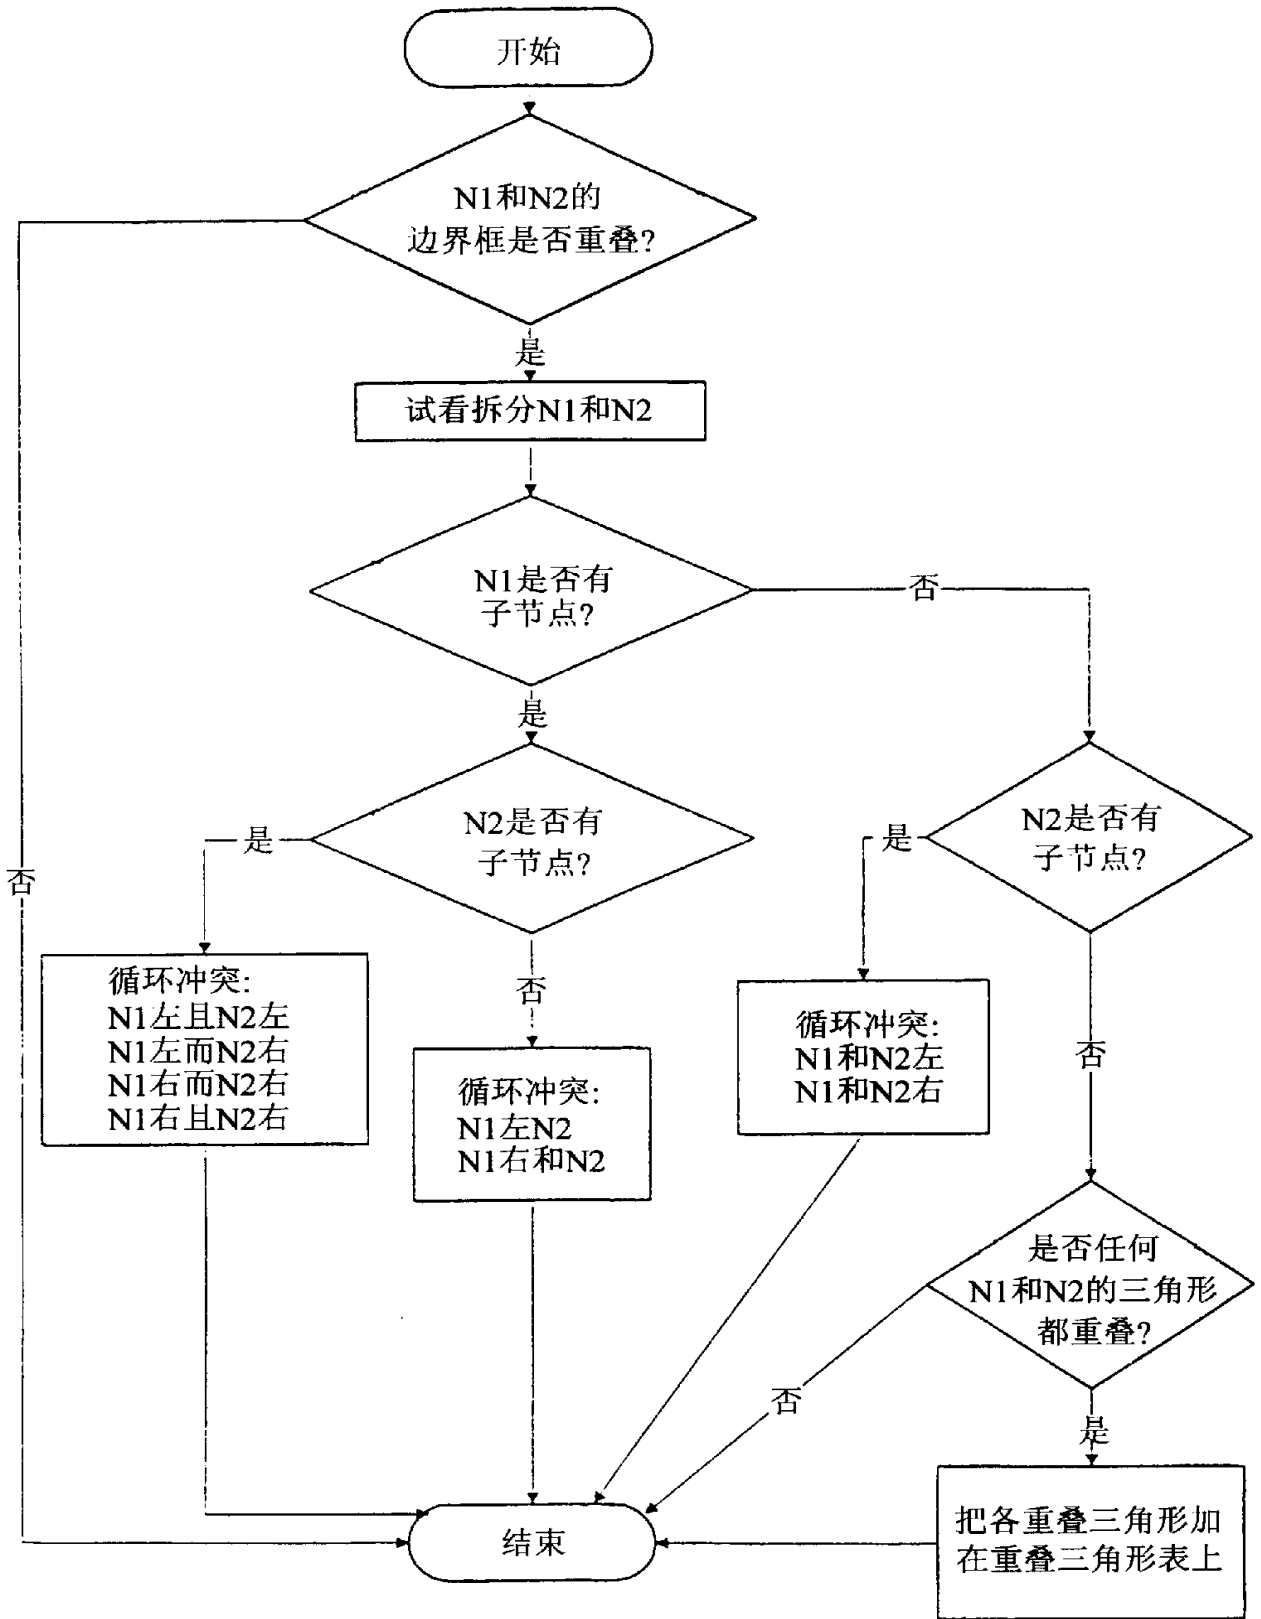 开始
N1和N2的
边界框是否重叠?
是
试看拆分N1和N2
N1是否有
子节点?
否
是
N2是否有
子节点?
是
N2是否有
子节点?
是
否
循环冲突:
N1左且N2左
N1左而N2右
N1右而N2右
N1右且N2右
否
循环冲突:
N1左N2
N1右和N2
循环冲突:
N1和N2左
N1和N2右
否
是否任何
N1和N2的三角形
都重叠?
否
是
把各重叠三角形加
在重叠三角形表上
结束